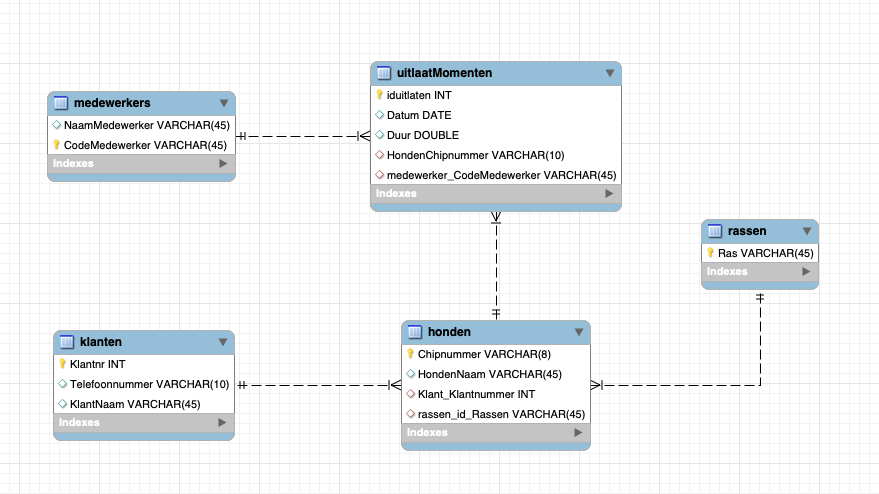 medewerkers
NaamMedewerker VARCHAR(45)
CodeMedewerker VARCHAR(45)
Indexes
uitlaatMomenten
iduitlaten INT
Datum DATE
Duur DOUBLE
HondenChipnummer VARCHAR(10)
medewerker_CodeMedewerker VARCHAR(45)
Indexes
rassen
Ras VARCHAR(45)
Indexes
klanten
Klantnr INT
Telefoonnummer VARCHAR(10)
KlantNaam VARCHAR(45)
Indexes
honden
Chipnummer VARCHAR(8)
HondenNaam VARCHAR(45)
Klant_Klantnummer INT
rassen_id_Rassen VARCHAR(45)
Indexes